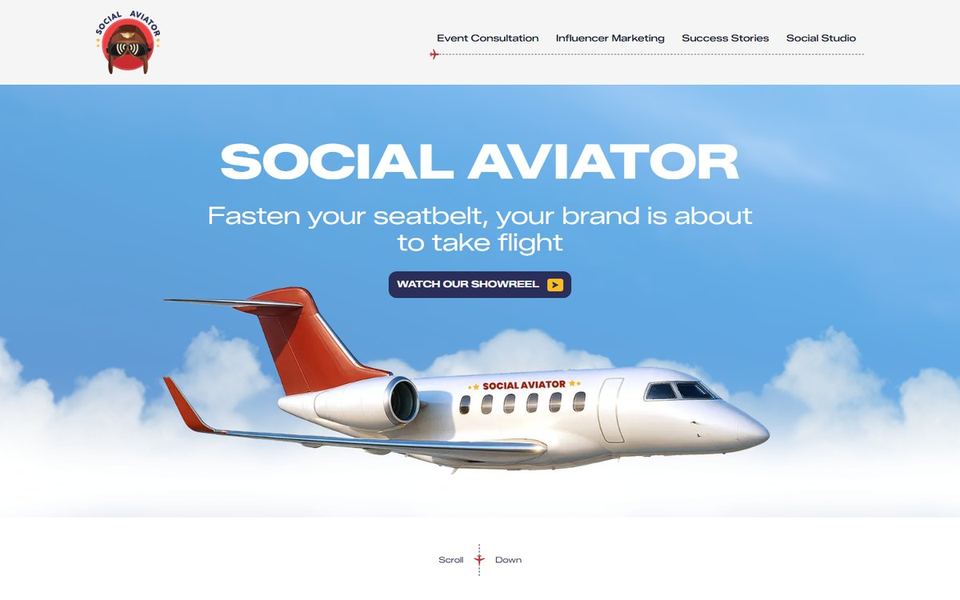 SOCIAL AVIATOR
Event Consultation
Influencer Marketing
Success Stories
Social Studio
SOCIAL AVIATOR
Fasten your seatbelt, your brand is about
to take flight
WATCH OUR SHOWREEL
SOCIAL AVIATOR
Scroll
Down